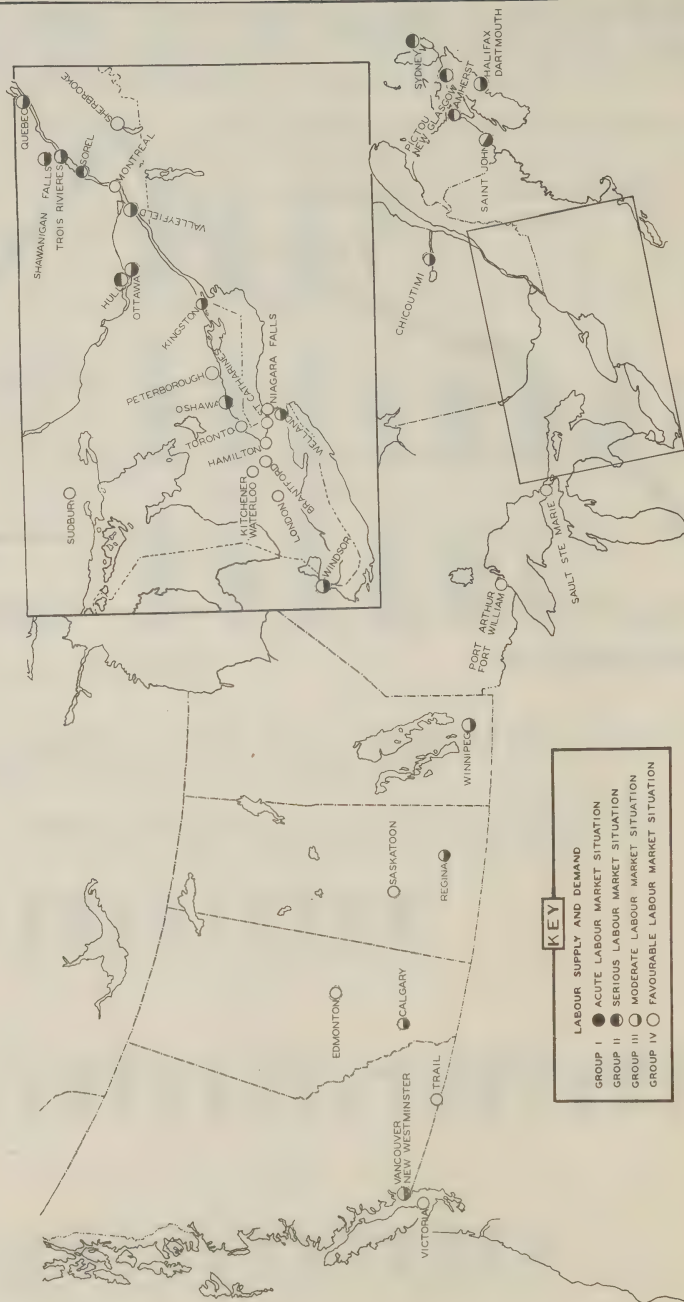 QUEBEC
SHERBROOKE
SHAWANIGAN FALLS
TROIS RIVIERES
SOREL
MONTREAL
VALLEYFIELD
HULL
OTTAWA
KINGSTON
PETERBOROUGH
OSHAWA
ST. CATHARINES
NIAGARA FALLS
TORONTO
HAMILTON
WELLAND
BRANTFORD
KITCHENER
WATERLOO
LONDON
SUDBURY
WINDSOR
SYDNEY
PICTOU
NEW GLASGOW
AMHERST
HALIFAX
DARTMOUTH
SAINT JOHN
CHICOUTIMI
SAULT STE MARIE
PORT ARTHUR
FORT WILLIAM
WINNIPEG
SASKATOON
REGINA
EDMONTON
CALGARY
TRAIL
VANCOUVER
NEW WESTMINSTER
VICTORIA
KEY
LABOUR SUPPLY AND DEMAND
GROUP I ACUTE LABOUR MARKET SITUATION
GROUP II SERIOUS LABOUR MARKET SITUATION
GROUP III MODERATE LABOUR MARKET SITUATION
GROUP IV FAVOURABLE LABOUR MARKET SITUATION